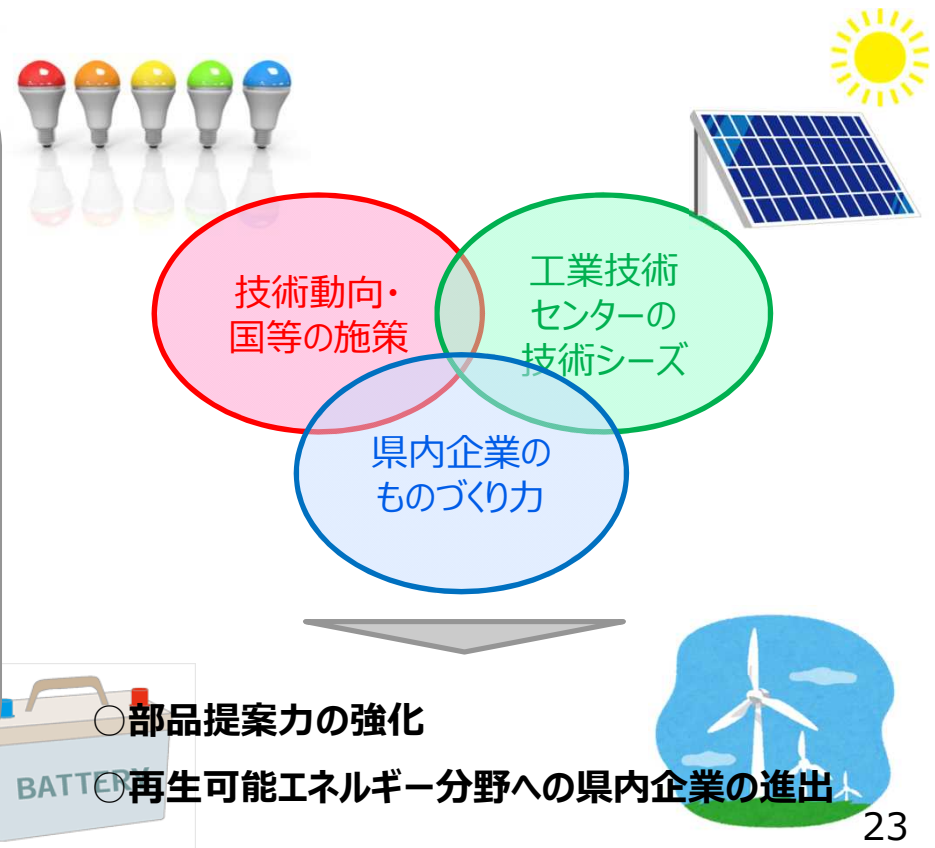 技術動向・
国等の施策
工業技術
センターの
技術シーズ
県内企業の
ものづくり力
○部品提案力の強化
BATTERY
○再生可能エネルギー分野への県内企業の進出
23